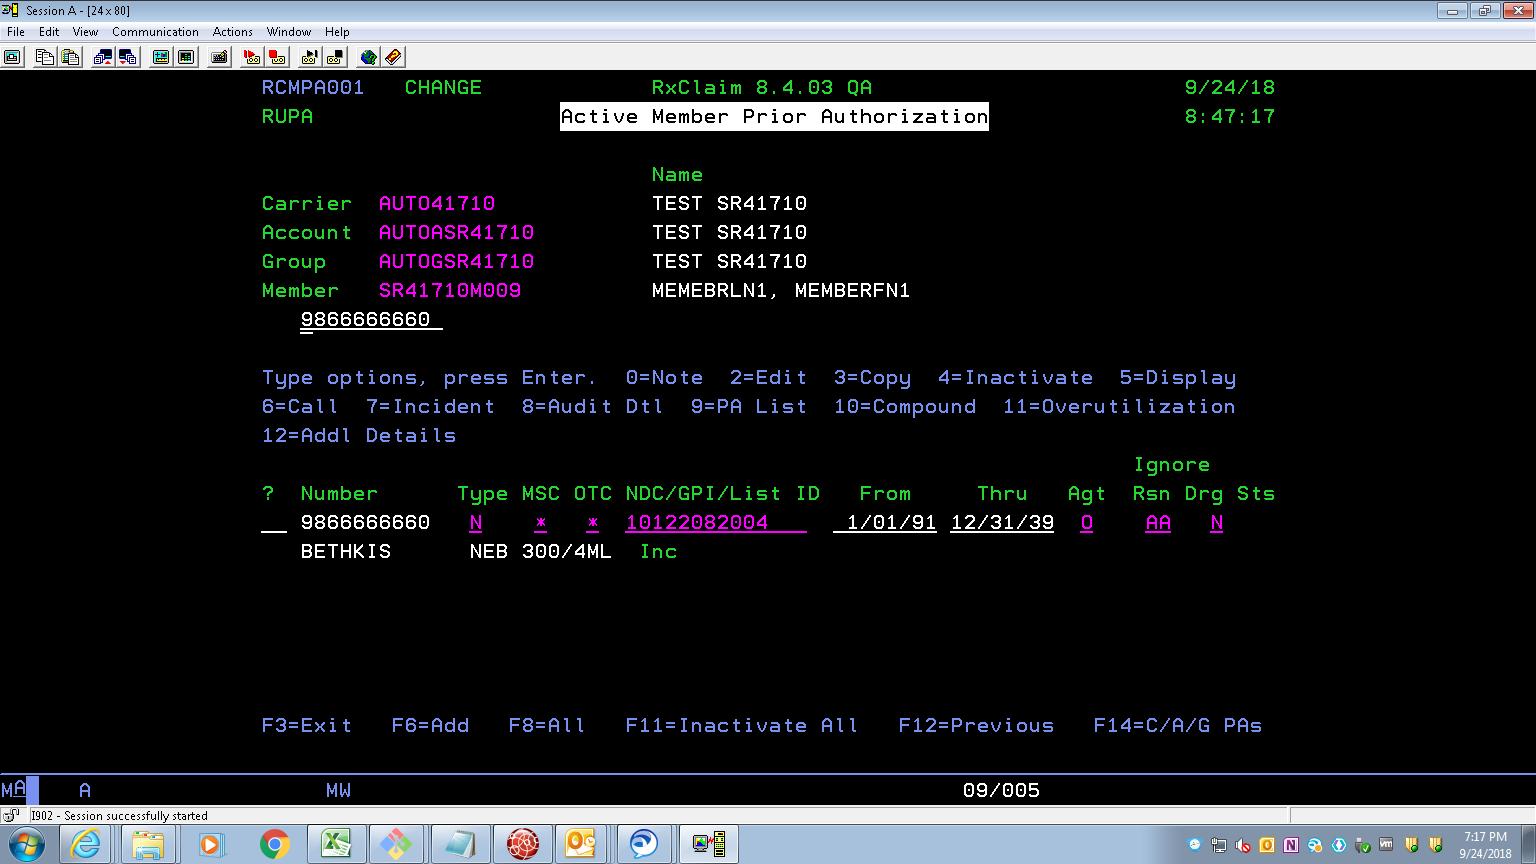 Session A - [24 x 80]
File Edit View Communication Actions Window Help
RCMPA001 CHANGE RxClaim 8.4.03 QA 9/24/18
RUPA Active Member Prior Authorization 8:47:17
Name
Carrier AUTO41710 TEST SR41710
Account AUTOASR41710 TEST SR41710
Group AUTOGSR41710 TEST SR41710
Member SR41710M009 MEMEBRLN1, MEMBERFN1
9866666660
Type options, press Enter. 0=Note 2=Edit 3=Copy 4=Inactivate 5=Display
6=Call 7=Incident 8=Audit Dtl 9=PA List 10=Compound 11=Overutilization
12=Addl Details
Ignore
? Number Type MSC OTC NDC/GPI/List ID From Thru Agt Rsn Drg Sts
9866666660 N * * 10122082004 1/01/91 12/31/39 O AA N
BETHKIS NEB 300/4ML Inc
F3=Exit F6=Add F8=All F11=Inactivate All F12=Previous F14=C/A/G PAs
MA A MW 09/005
I902 - Session successfully started
7:17 PM
9/24/2018